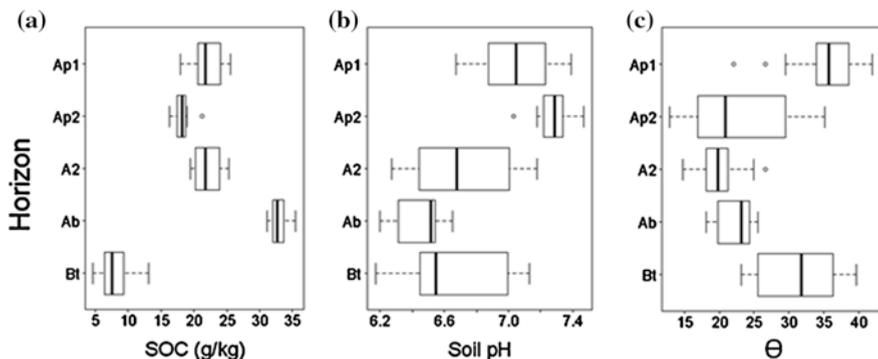 (a) (b) (c)
Horizon
Ap1 Ap2 A2 Ab Bt
5 10 15 20 25 30 35
SOC (g/kg)
Ap1 Ap2 A2 Ab Bt
6.2 6.6 7.0 7.4
Soil pH
Ap1 Ap2 A2 Ab Bt
15 20 25 30 35 40
Θ